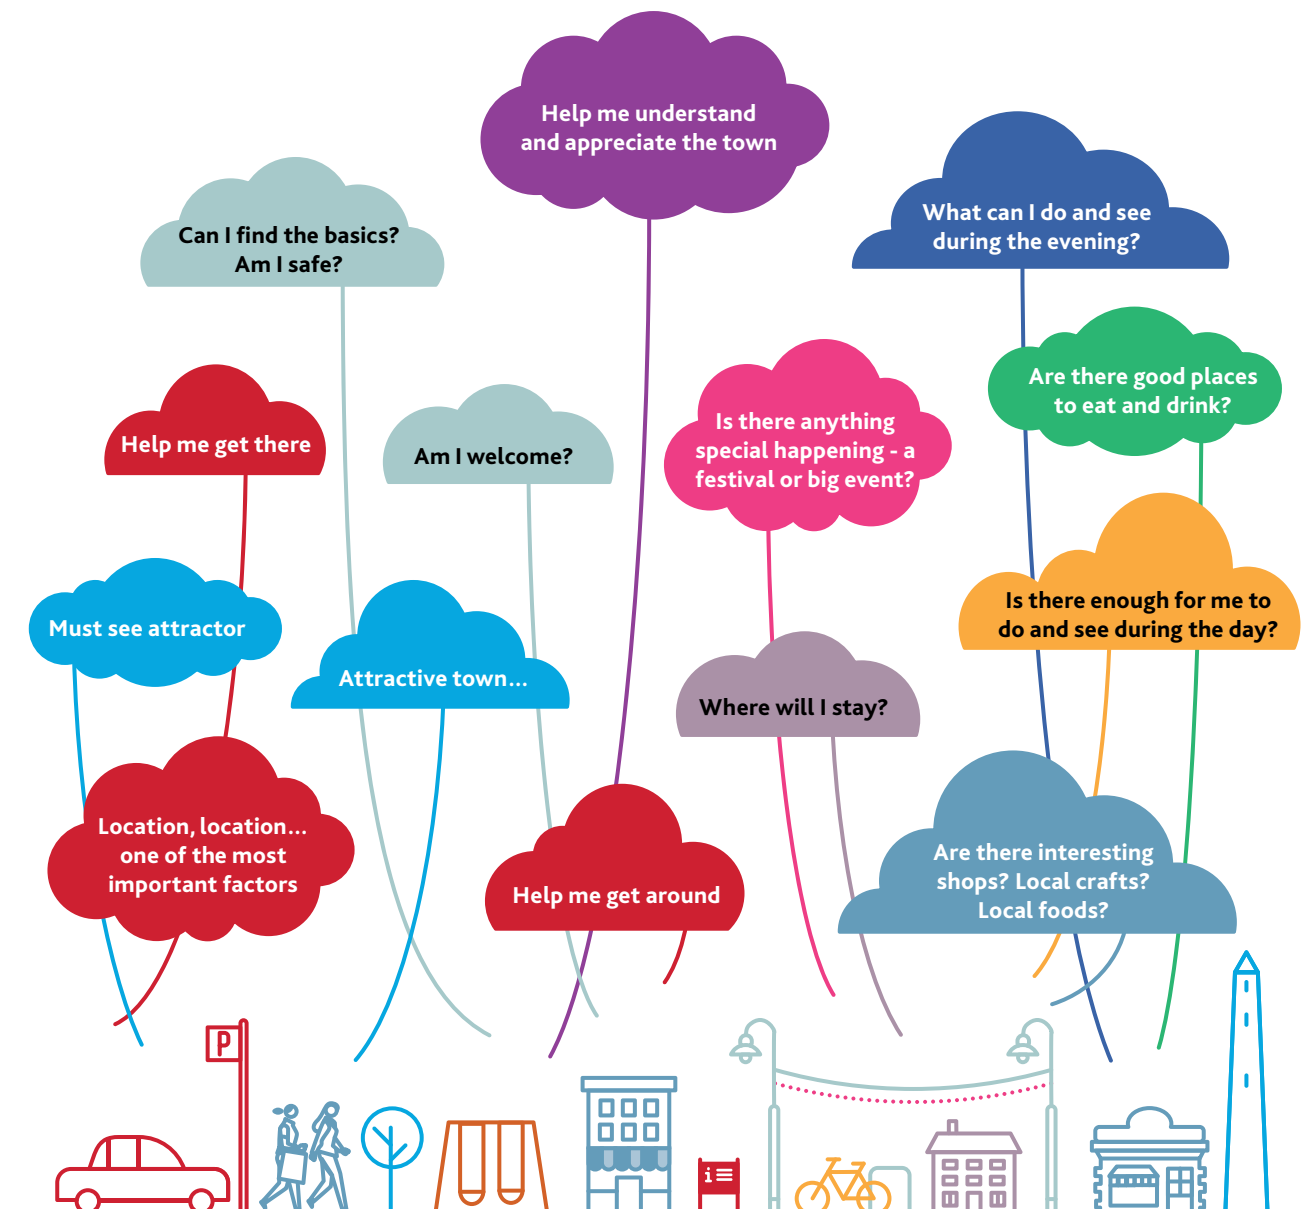 Help me understand
and appreciate the town
What can I do and see
during the evening?
Can I find the basics?
Am I safe?
Are there good places
to eat and drink?
Help me get there
Am I welcome?
Is there anything
special happening - a
festival or big event?
Is there enough for me to
do and see during the day?
Must see attractor
Attractive town...
Where will I stay?
Location, location...
one of the most
important factors
Help me get around
Are there interesting
shops? Local crafts?
Local foods?
P
i